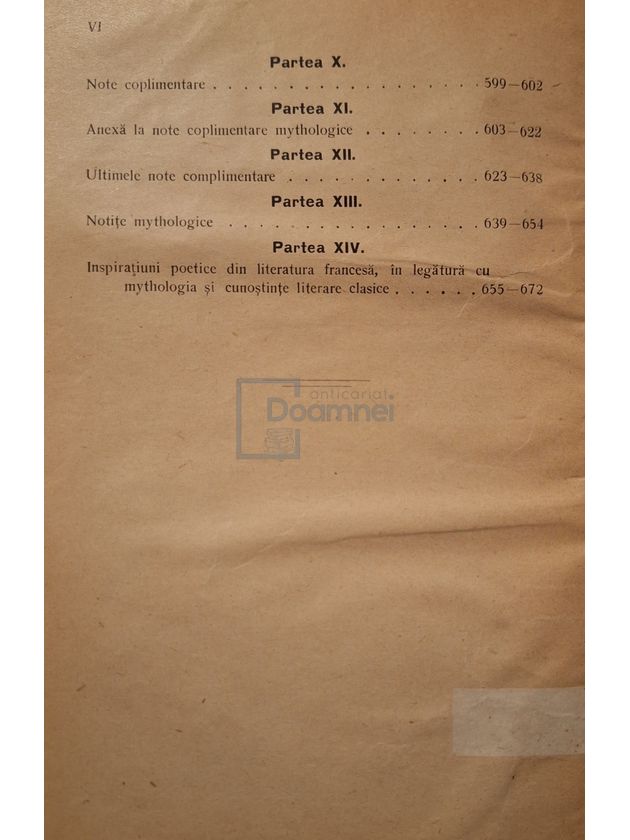 VI
Partea X.
Note coplimentare . . . . . . . . . . . . . . . . . . 599—602
Partea XI.
Anexă la note coplimentare mythologice . . . . . . . . 603—622
Partea XII.
Ultimele note complimentare . . . . . . . . . . . . . 623—638
Partea XIII.
Notițe mythologice . . . . . . . . . . . . . . . . . 639—654
Partea XIV.
Inspirațiuni poetice din literatura francesă, în legătură cu
mythologia și cunoștințe literare clasice . . . . . . 655—672
anticariat
Doamnei